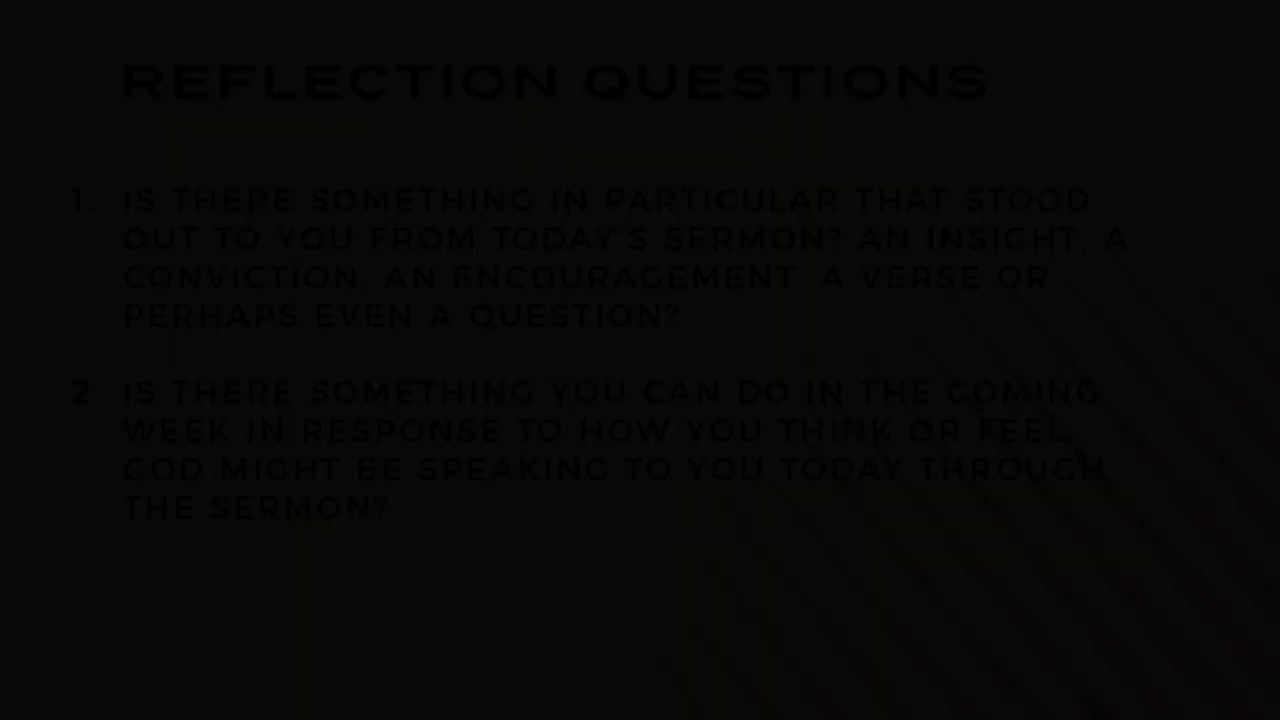 REFLECTION QUESTIONS
1. IS THERE SOMETHING IN PARTICULAR THAT STOOD
OUT TO YOU FROM TODAY'S SERMON? AN INSIGHT, A
CONVICTION, AN ENCOURAGEMENT, A VERSE OR
PERHAPS EVEN A QUESTION?
2. IS THERE SOMETHING YOU CAN DO IN THE COMING
WEEK IN RESPONSE TO HOW YOU THINK OR FEEL
GOD MIGHT BE SPEAKING TO YOU TODAY THROUGH
THE SERMON?